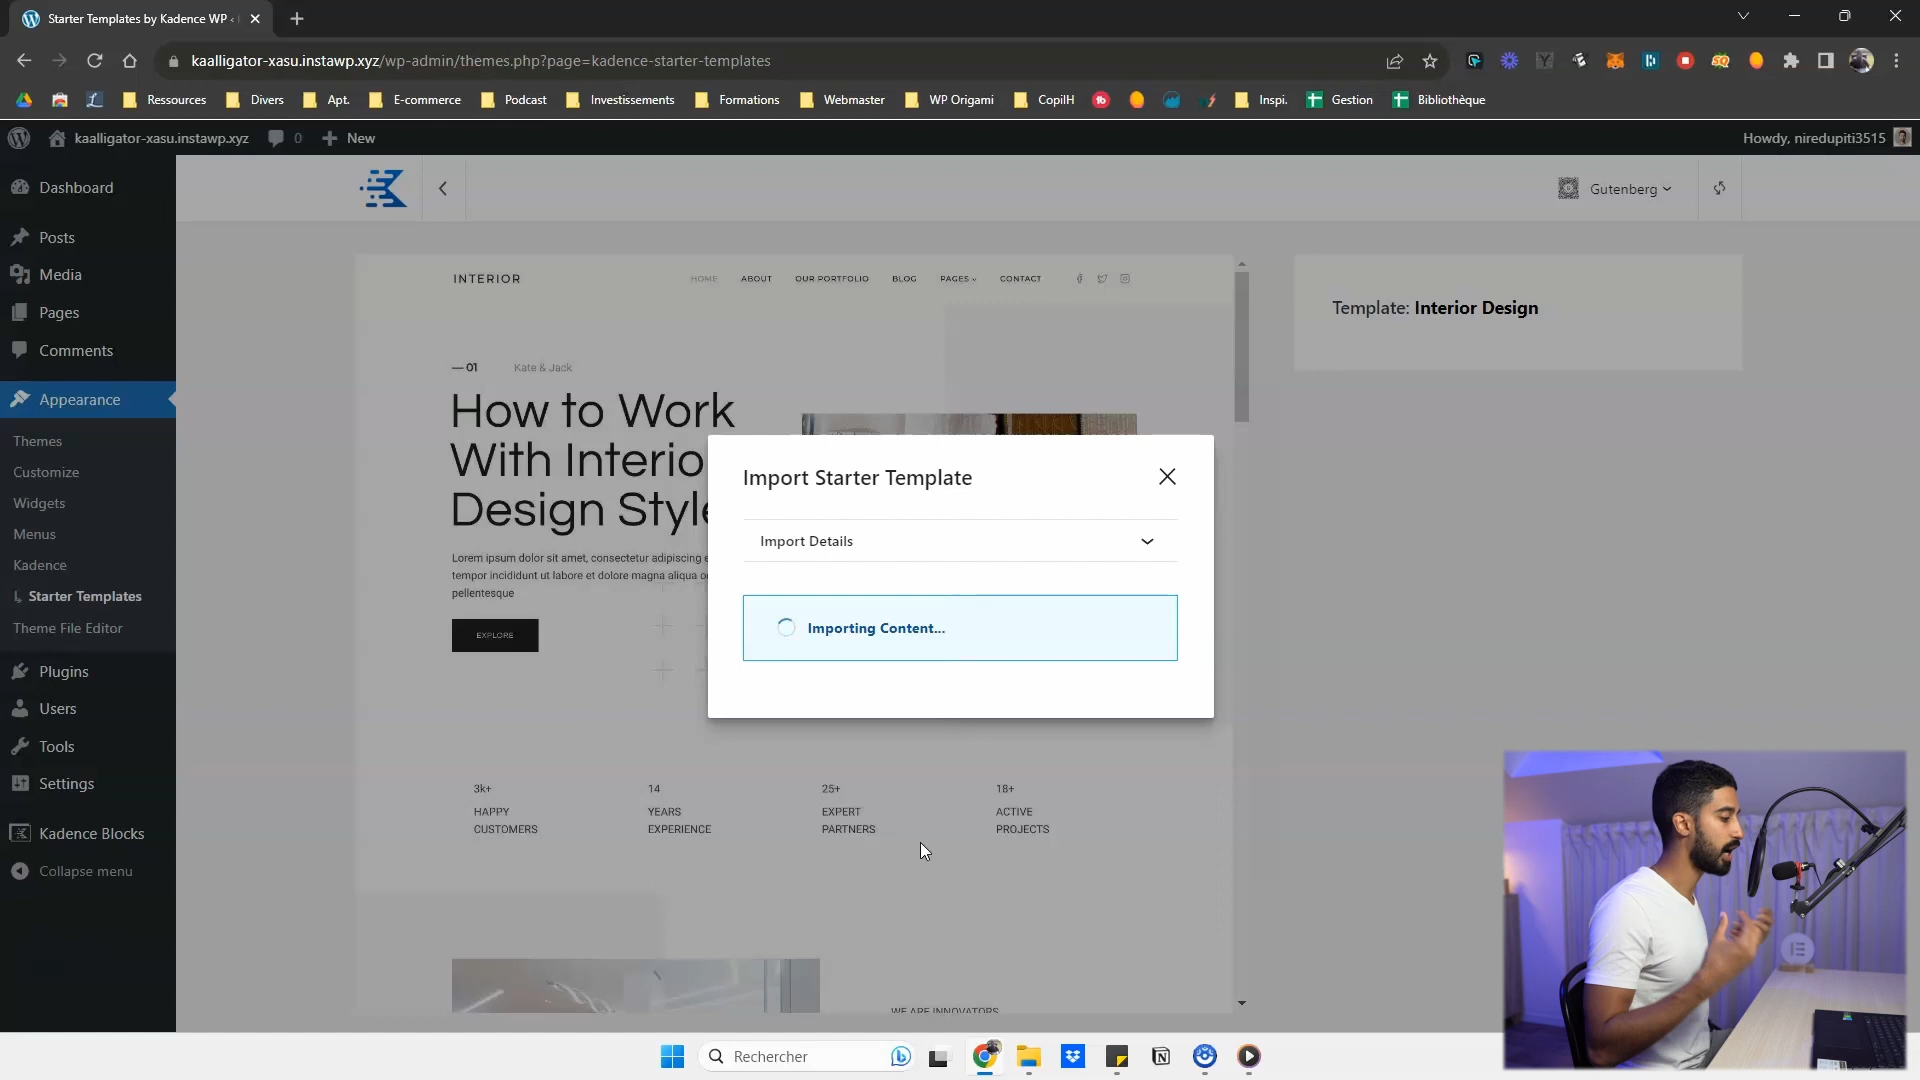 Starter Templates by Kadence WP ‹
kaalligator-xasu.instawp.xyz/wp-admin/themes.php?page=kadence-starter-templates
Ressources
Divers
Apt.
E-commerce
Podcast
Investissements
Formations
Webmaster
WP Origami
CopilH
Inspi.
Gestion
Bibliothèque
kaalligator-xasu.instawp.xyz
0
New
Howdy, niredupiti3515
Dashboard
Posts
Media
Pages
Comments
Appearance
Themes
Customize
Widgets
Menus
Kadence
Starter Templates
Theme File Editor
Plugins
Users
Tools
Settings
Kadence Blocks
Collapse menu
Gutenberg
INTERIOR
HOME
ABOUT
OUR PORTFOLIO
BLOG
PAGES
CONTACT
— 01
Kate & Jack
How to Work
With Interio
Design Style
Lorem ipsum dolor sit amet, consectetur adipiscing e
tempor incididunt ut labore et dolore magna aliqua
pellentesque
EXPLORE
3k+
HAPPY
CUSTOMERS
14
YEARS
EXPERIENCE
25+
EXPERT
PARTNERS
18+
ACTIVE
PROJECTS
WE ARE INNOVATORS
Template: Interior Design
Import Starter Template
Import Details
Importing Content...
Rechercher